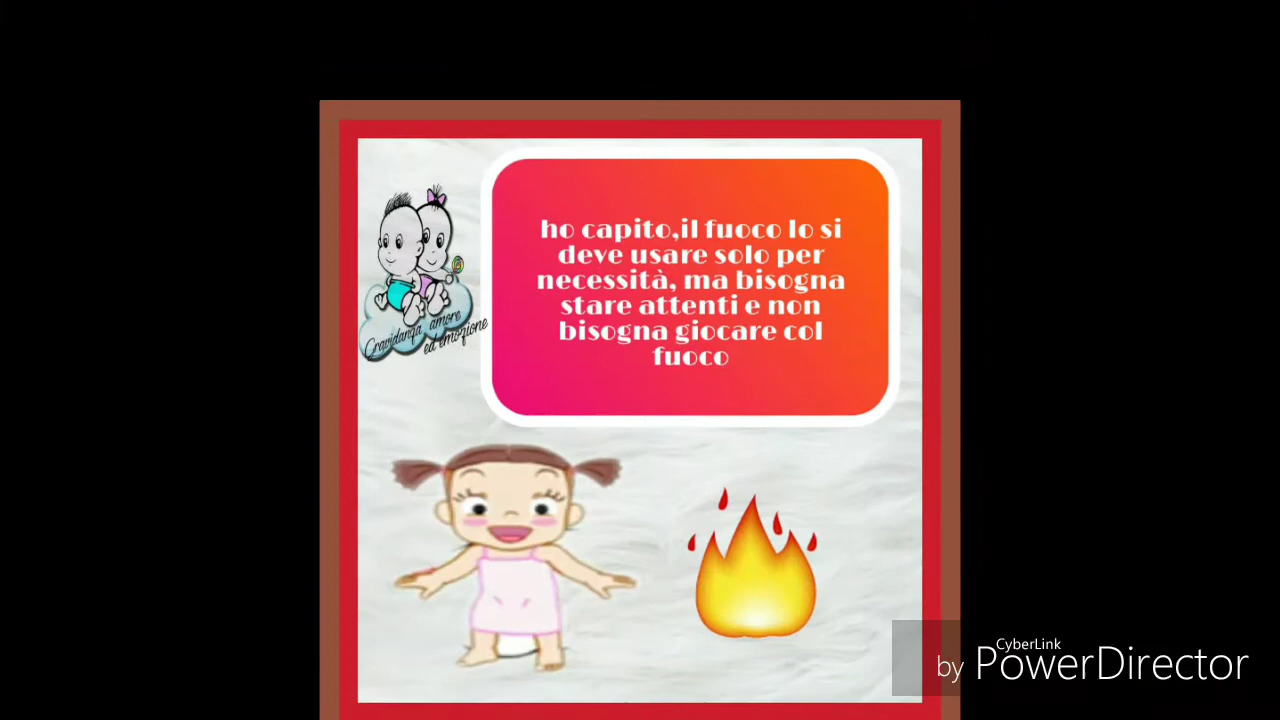 ho capito,il fuoco lo si
deve usare solo per
necessità, ma bisogna
stare attenti e non
bisogna giocare col
fuoco
Gravidanza amore
ed emozione
CyberLink
by PowerDirector